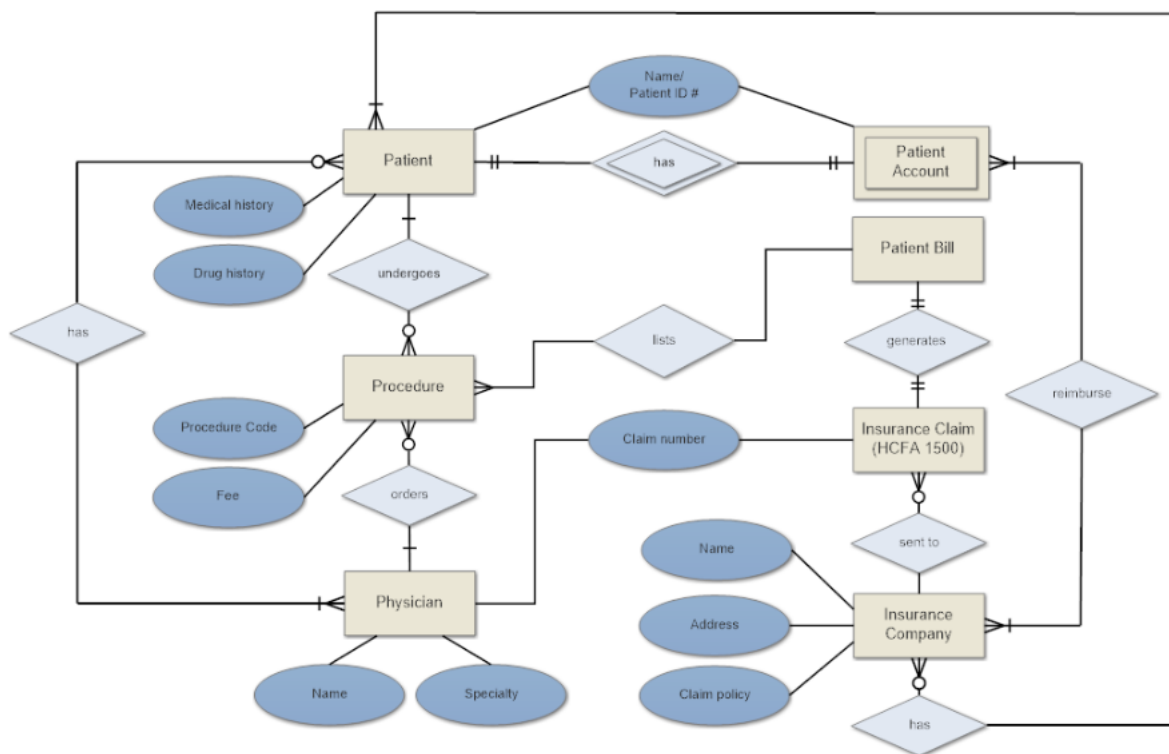 Name/
Patient ID #
Patient
has
Patient
Account
Medical history
Patient Bill
Drug history
undergoes
has
lists
generates
Procedure
reimburse
Procedure Code
Claim number
Insurance Claim
(HCFA 1500)
Fee
orders
sent to
Name
Physician
Insurance
Company
Address
Name
Specialty
Claim policy
has